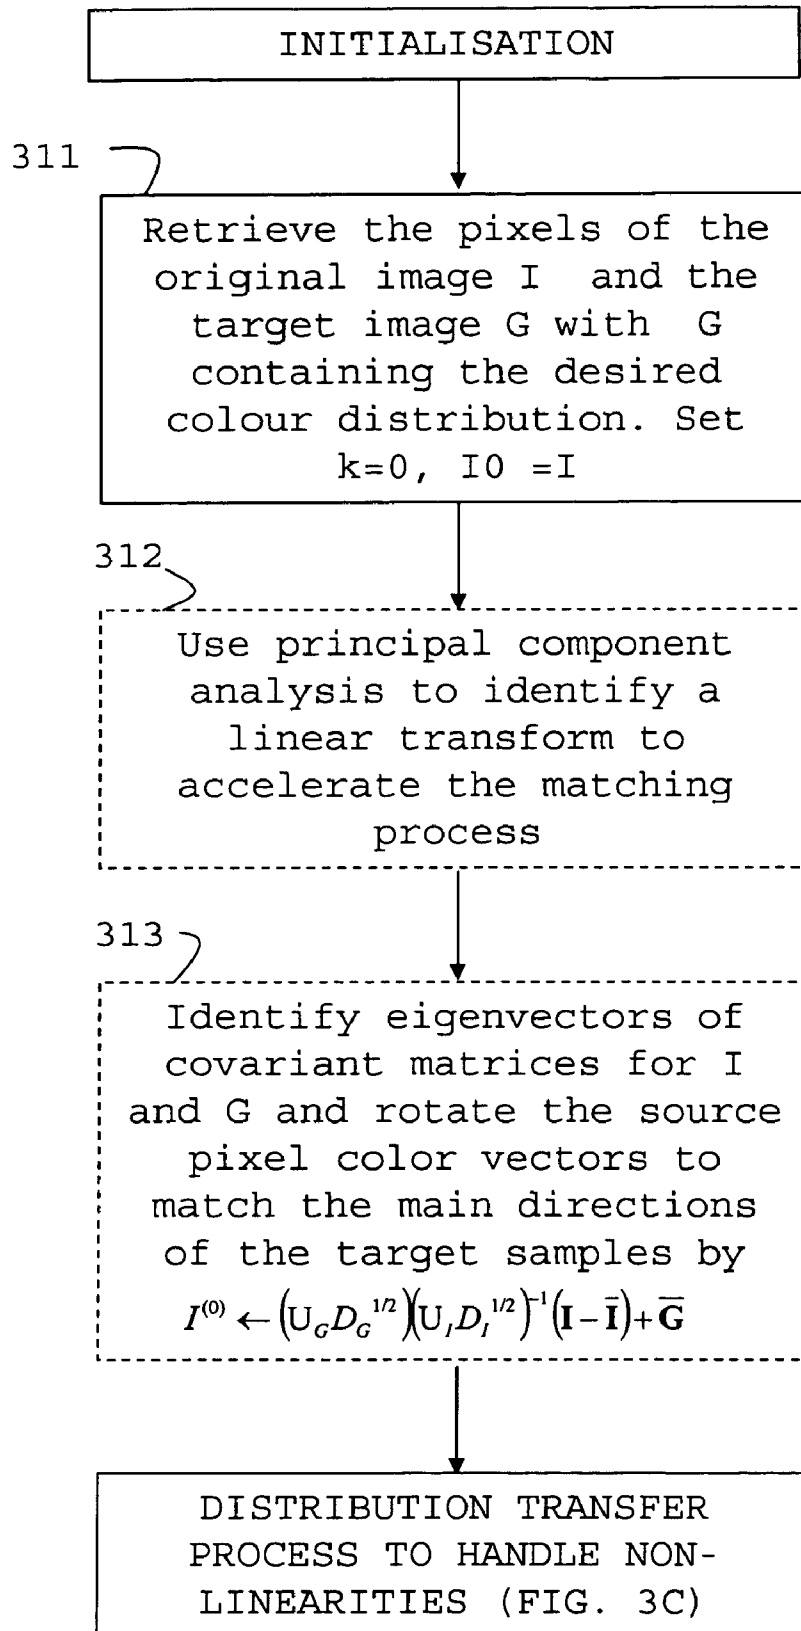 INITIALISATION
311
Retrieve the pixels of the
original image I and the
target image G with G
containing the desired
colour distribution. Set
k=0, I0 =I
312
Use principal component
analysis to identify a
linear transform to
accelerate the matching
process
313
Identify eigenvectors of
covariant matrices for I
and G and rotate the source
pixel color vectors to
match the main directions
of the target samples by
I⁽⁰⁾ ← (U_G D_G^{1/2})(U_I D_I^{1/2})⁻¹(I − Ī) + G̅
DISTRIBUTION TRANSFER
PROCESS TO HANDLE NON-
LINEARITIES (FIG. 3C)